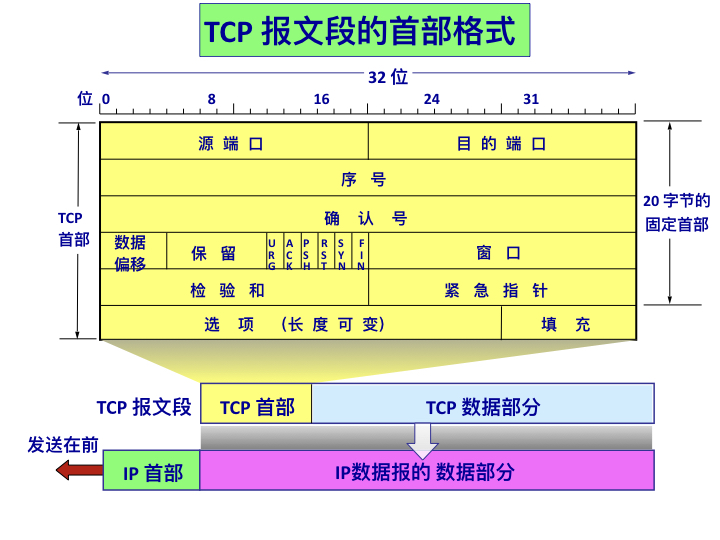 TCP 报文段的首部格式
32 位
位 0 8 16 24 31
源 端 口 目 的 端 口
序 号
TCP
首部
确 认 号
20 字节的
固定首部
数据
偏移
保 留
URG ACK PSH RST SYN FIN
窗 口
检 验 和 紧 急 指 针
选 项 (长 度 可 变) 填 充
TCP 报文段 TCP 首部 TCP 数据部分
发送在前
IP 首部 IP数据报的 数据部分